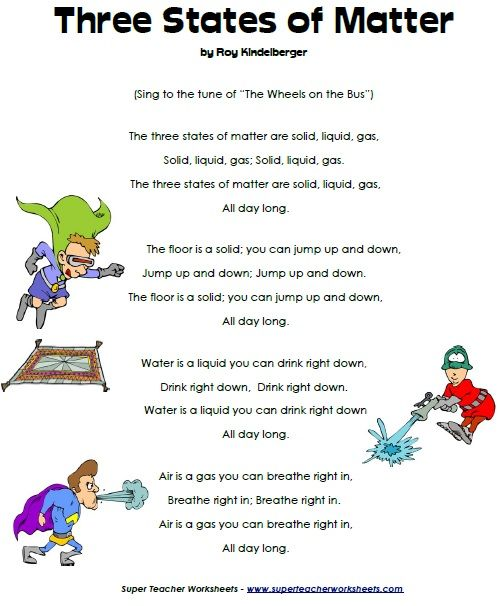 Three States of Matter
by Roy Kindelberger
(Sing to the tune of “The Wheels on the Bus”)
The three states of matter are solid, liquid, gas,
Solid, liquid, gas; Solid, liquid, gas.
The three states of matter are solid, liquid, gas,
All day long.
The floor is a solid; you can jump up and down,
Jump up and down; Jump up and down.
The floor is a solid; you can jump up and down,
All day long.
Water is a liquid you can drink right down,
Drink right down,  Drink right down.
Water is a liquid you can drink right down
All day long.
Air is a gas you can breathe right in,
Breathe right in; Breathe right in.
Air is a gas you can breathe right in,
All day long.
Super Teacher Worksheets - www.superteacherworksheets.com